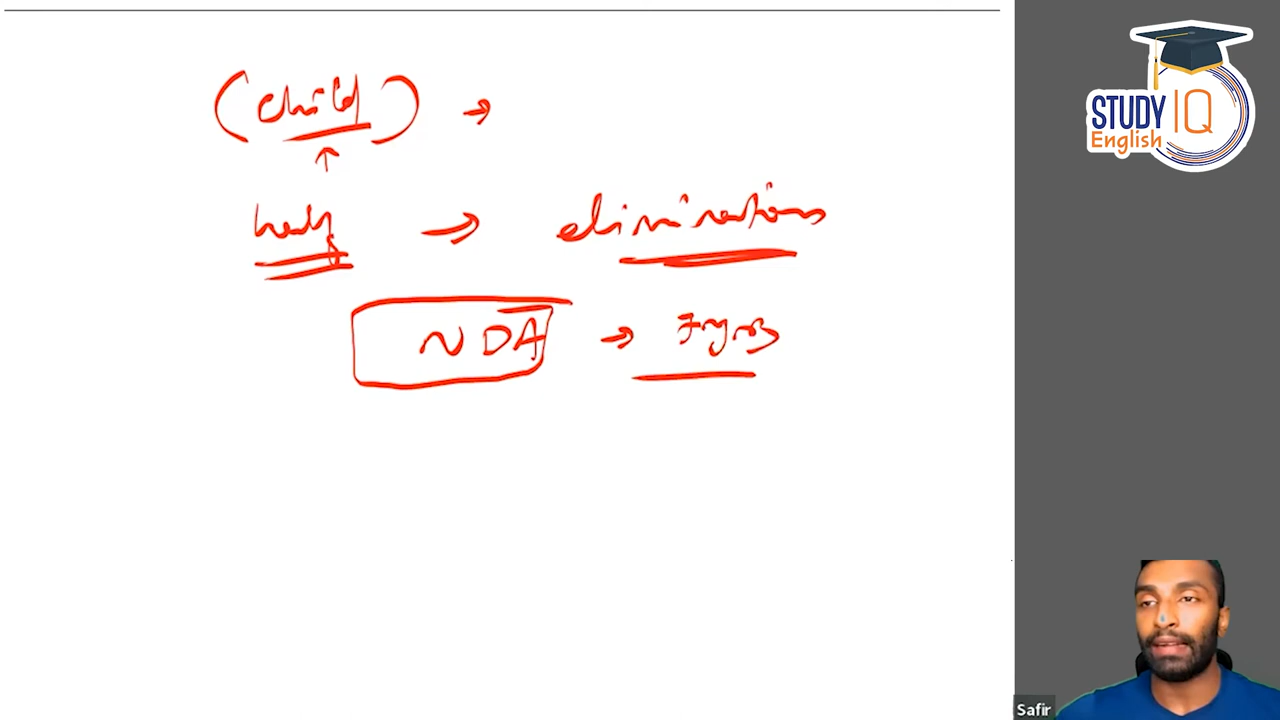 (child) →
↑
→ eliminations
NDA →
STUDY IQ
English
Safir